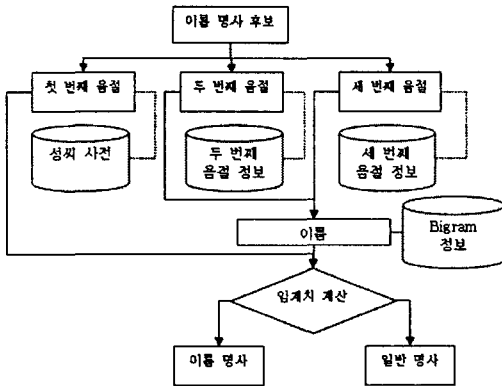 이름 명사 후보
첫 번째 음절
두 번째 음절
세 번째 음절
성씨 사전
두 번째
음절 정보
세 번째
음절 정보
이름
Bigram
정보
임계치 계산
이름 명사
일반 명사